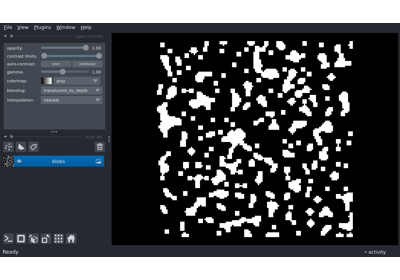 File View Plugins Window Help
opacity: 1.00
contrast limits:
auto-contrast: once continuous
gamma: 1.00
colormap: gray
blending: translucent_no_depth
interpolation: nearest
blobs
Ready
activity